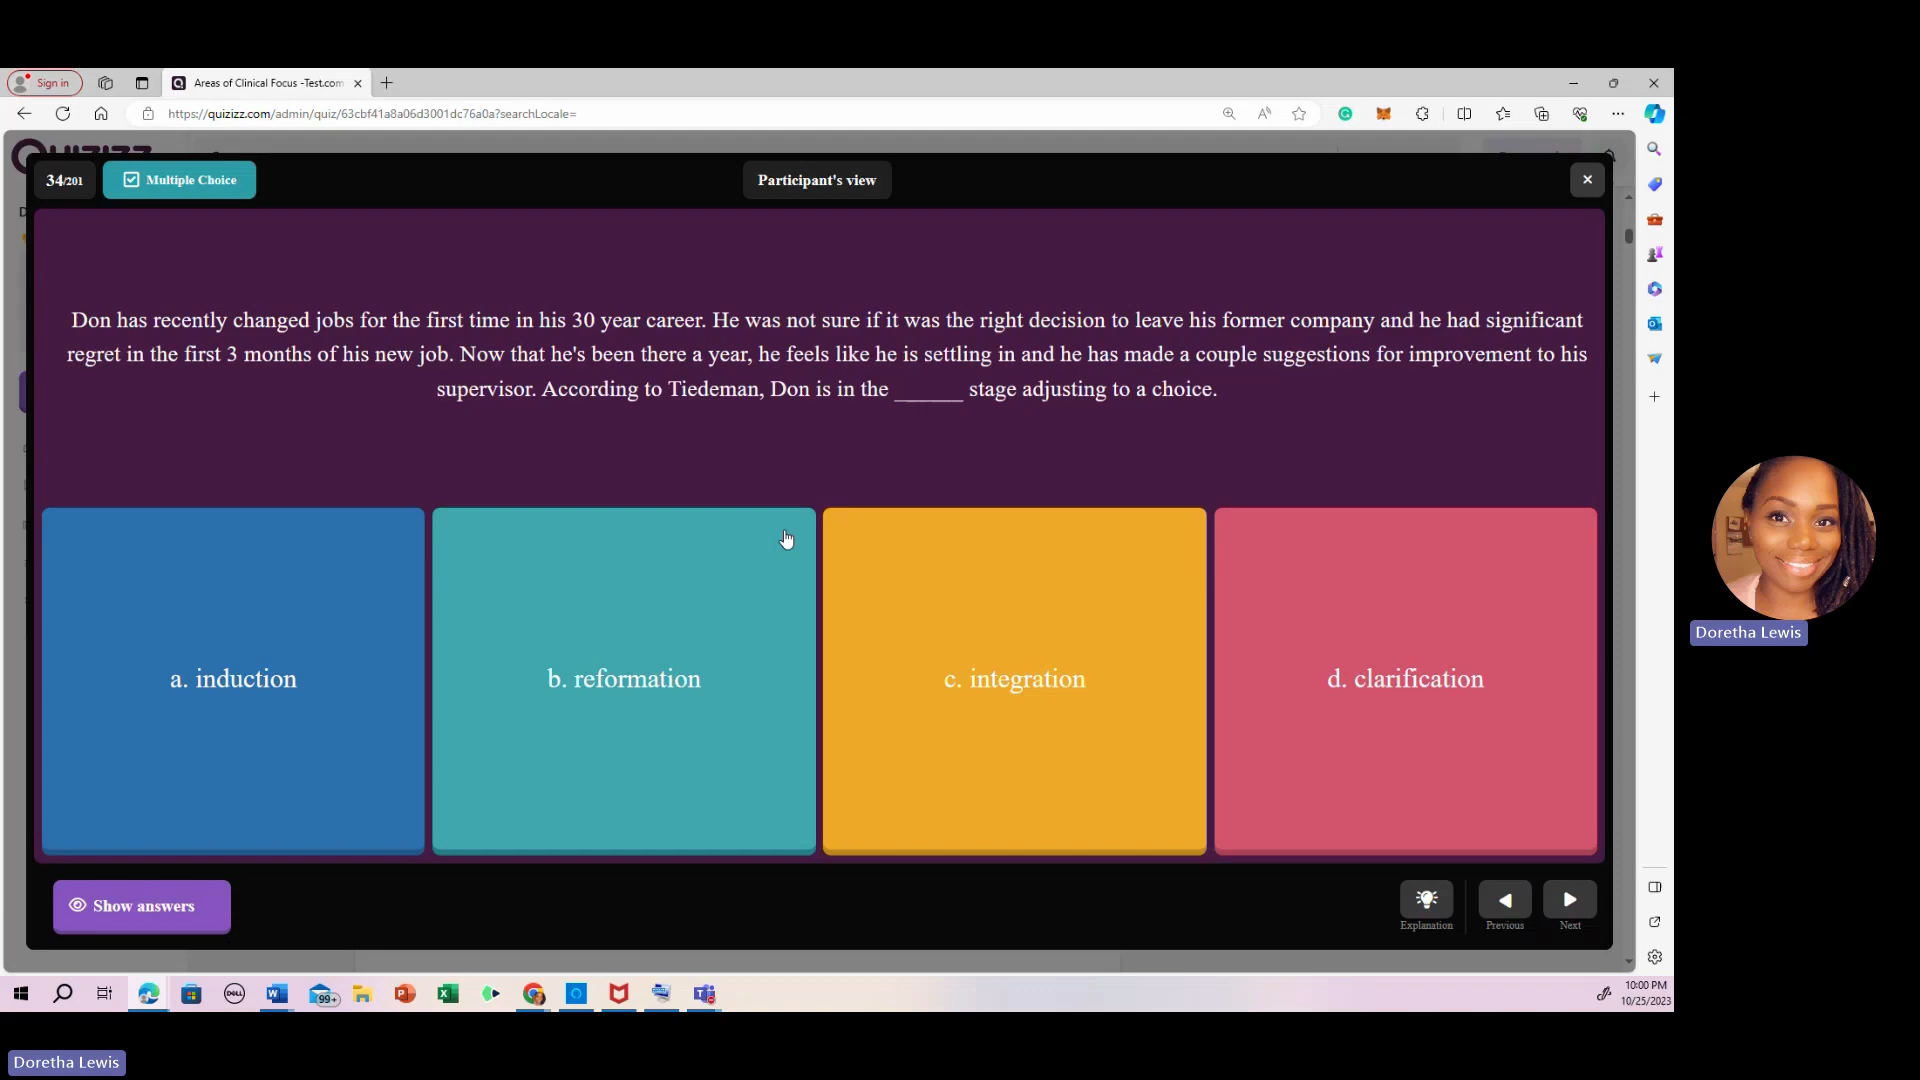 Sign in
Areas of Clinical Focus -Test.com
https://quizizz.com/admin/quiz/63cbf41a8a06d3001dc76a0a?searchLocale=
34/201
Multiple Choice
Participant's view
Don has recently changed jobs for the first time in his 30 year career. He was not sure if it was the right decision to leave his former company and he had significant
regret in the first 3 months of his new job. Now that he's been there a year, he feels like he is settling in and he has made a couple suggestions for improvement to his
supervisor. According to Tiedeman, Don is in the ______ stage adjusting to a choice.
a. induction
b. reformation
c. integration
d. clarification
Show answers
Explanation
Previous
Next
Doretha Lewis
99+
DELL
10:00 PM
10/25/2023
Doretha Lewis